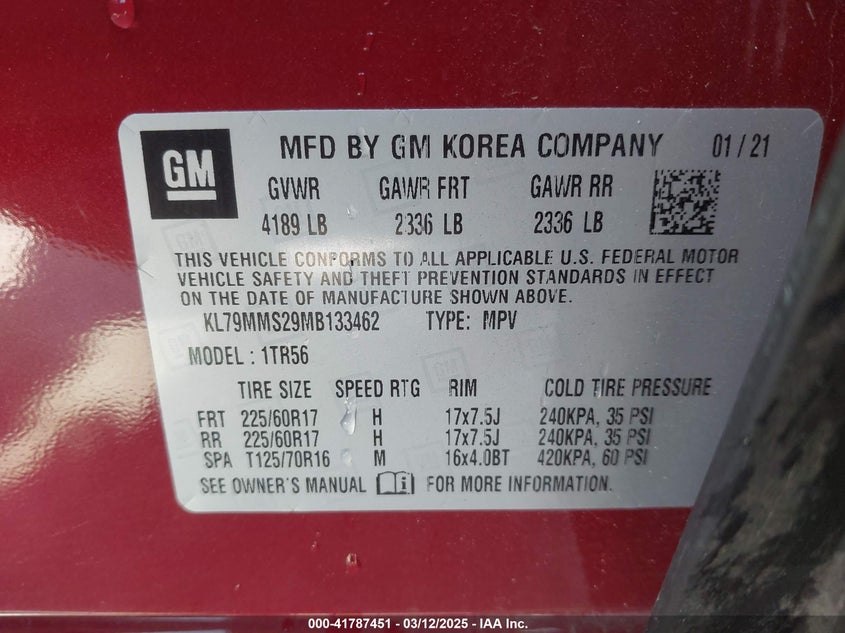 GM
MFD BY GM KOREA COMPANY 01/21
GVWR GAWR FRT GAWR RR
4189 LB 2336 LB 2336 LB
THIS VEHICLE CONFORMS TO ALL APPLICABLE U.S. FEDERAL MOTOR
VEHICLE SAFETY AND THEFT PREVENTION STANDARDS IN EFFECT
ON THE DATE OF MANUFACTURE SHOWN ABOVE.
KL79MMS29MB133462 TYPE: MPV
MODEL : 1TR56
TIRE SIZE SPEED RTG RIM COLD TIRE PRESSURE
FRT 225/60R17 H 17x7.5J 240KPA, 35 PSI
RR 225/60R17 H 17x7.5J 240KPA, 35 PSI
SPA T125/70R16 M 16x4.0BT 420KPA, 60 PSI
SEE OWNER'S MANUAL FOR MORE INFORMATION.
000-41787451 - 03/12/2025 - IAA Inc.